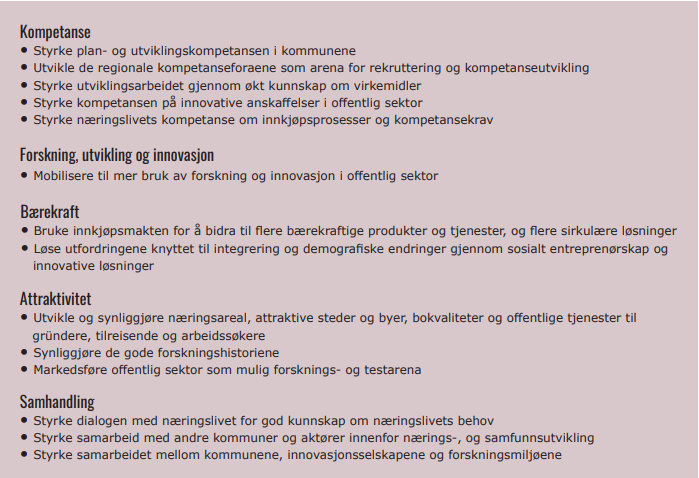 Kompetanse
• Styrke plan- og utviklingskompetansen i kommunene
• Utvikle de regionale kompetanseforaene som arena for rekruttering og kompetanseutvikling
• Styrke utviklingsarbeidet gjennom økt kunnskap om virkemidler
• Styrke kompetansen på innovative anskaffelser i offentlig sektor
• Styrke næringslivets kompetanse om innkjøpsprosesser og kompetansekrav
Forskning, utvikling og innovasjon
• Mobilisere til mer bruk av forskning og innovasjon i offentlig sektor
Bærekraft
• Bruke innkjøpsmakten for å bidra til flere bærekraftige produkter og tjenester, og flere sirkulære løsninger
• Løse utfordringene knyttet til integrering og demografiske endringer gjennom sosialt entreprenørskap og
innovative løsninger
Attraktivitet
• Utvikle og synliggjøre næringsareal, attraktive steder og byer, bokvaliteter og offentlige tjenester til
gründere, tilreisende og arbeidssøkere
• Synliggjøre de gode forskningshistoriene
• Markedsføre offentlig sektor som mulig forsknings- og testarena
Samhandling
• Styrke dialogen med næringslivet for god kunnskap om næringslivets behov
• Styrke samarbeid med andre kommuner og aktører innenfor nærings-, og samfunnsutvikling
• Styrke samarbeidet mellom kommunene, innovasjonsselskapene og forskningsmiljøene